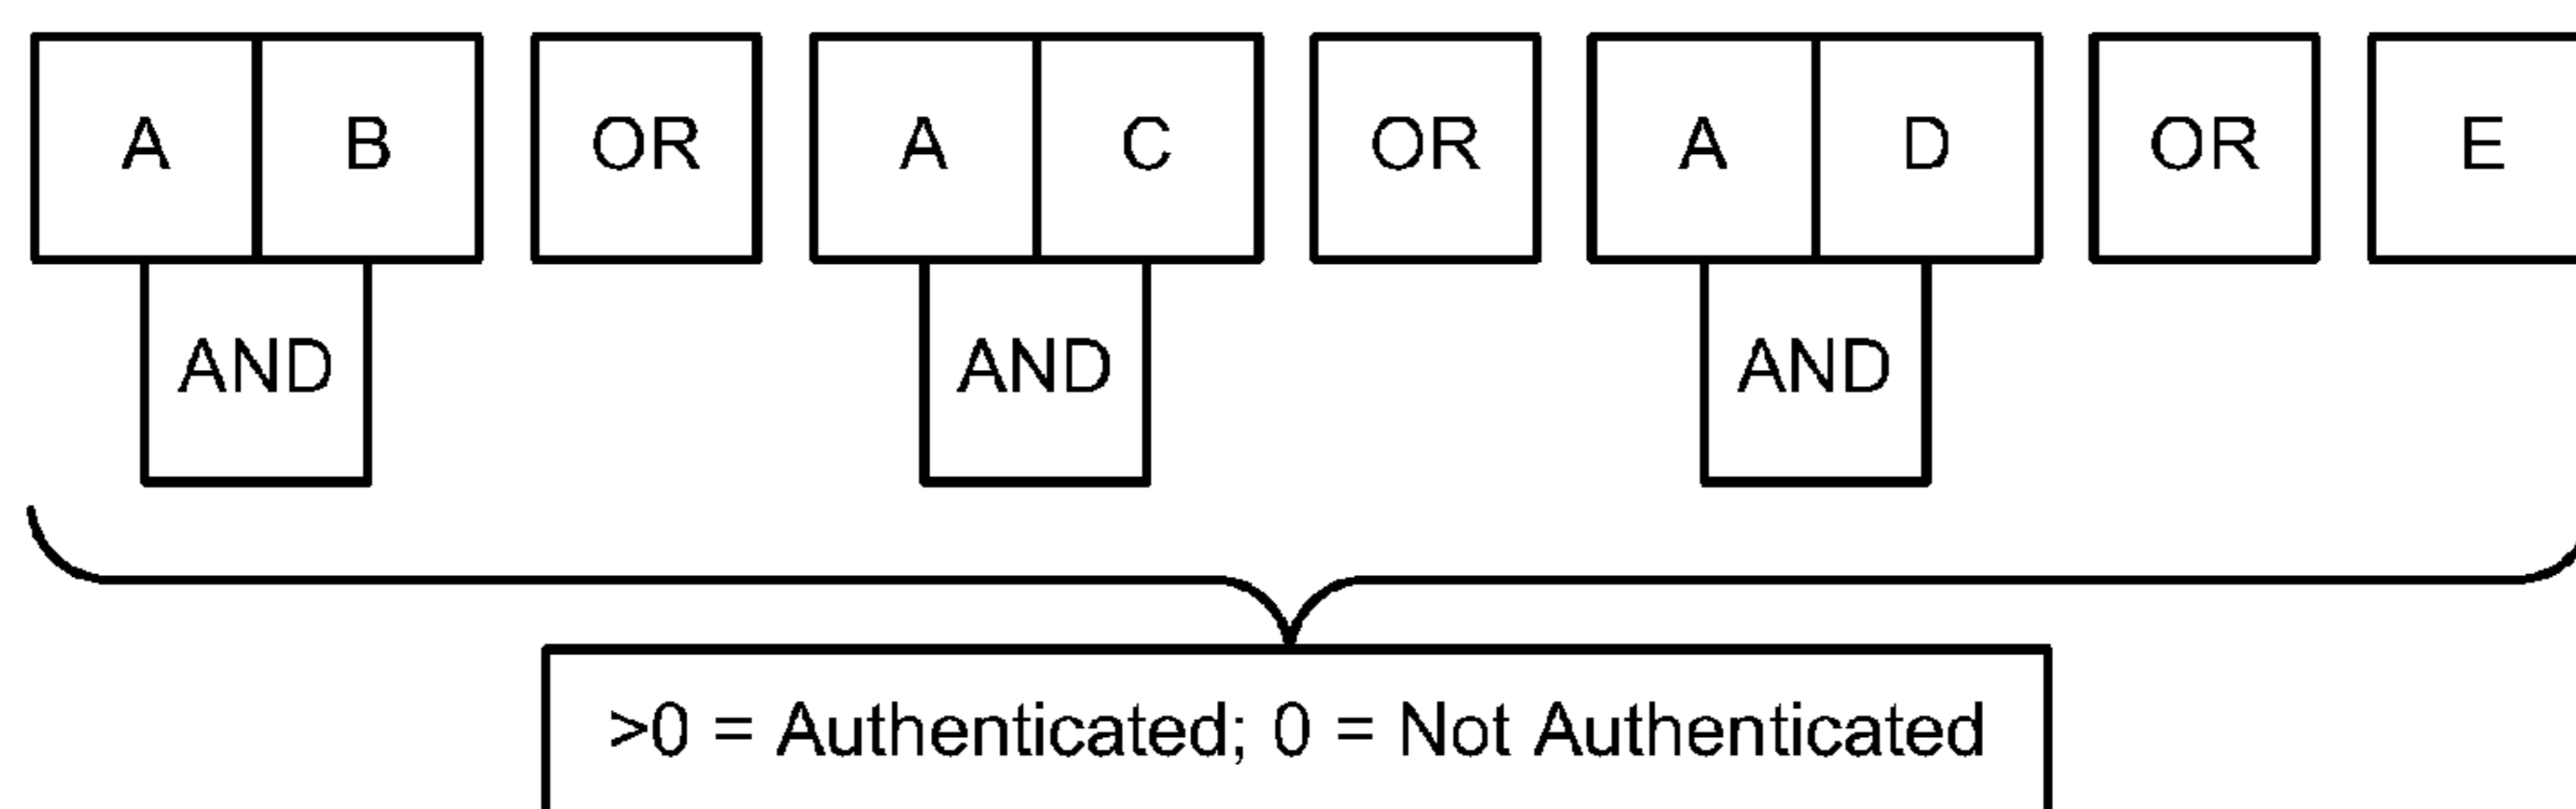 A B OR A C OR A D OR E
AND AND AND
>0 = Authenticated; 0 = Not Authenticated